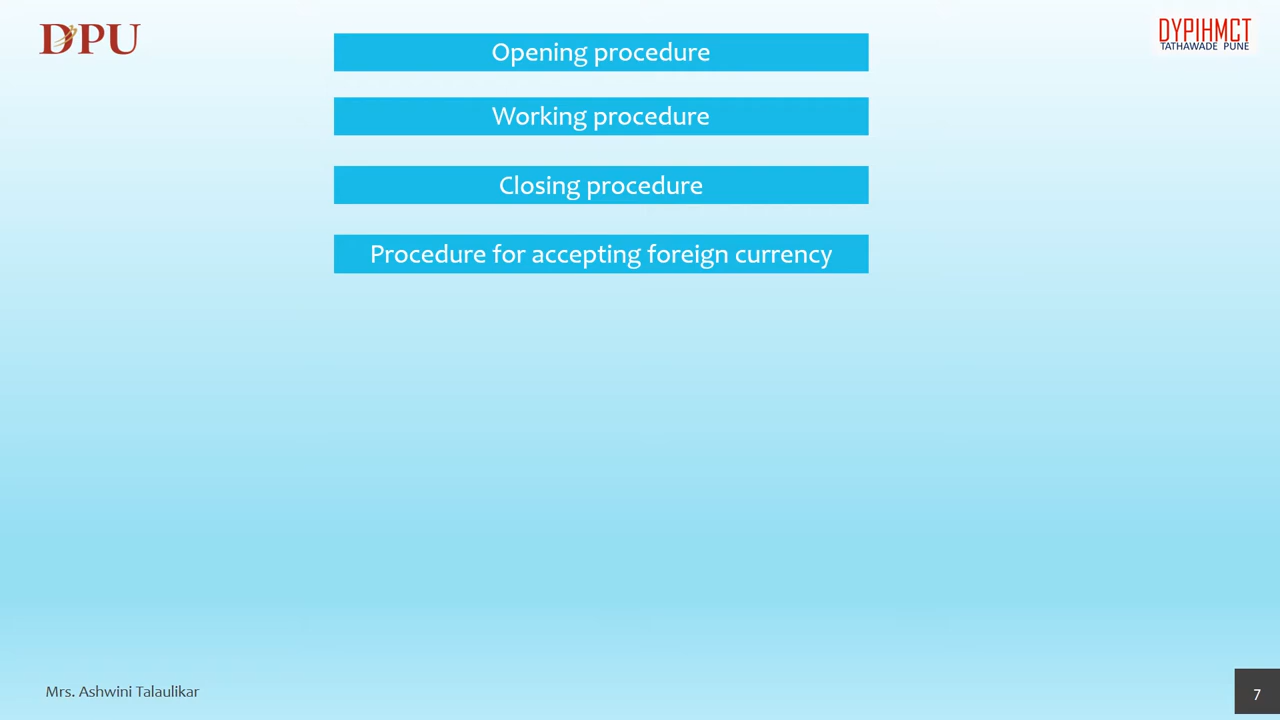 DPU
DYPIHMCT
TATHAWADE PUNE
Opening procedure
Working procedure
Closing procedure
Procedure for accepting foreign currency
Mrs. Ashwini Talaulikar
7